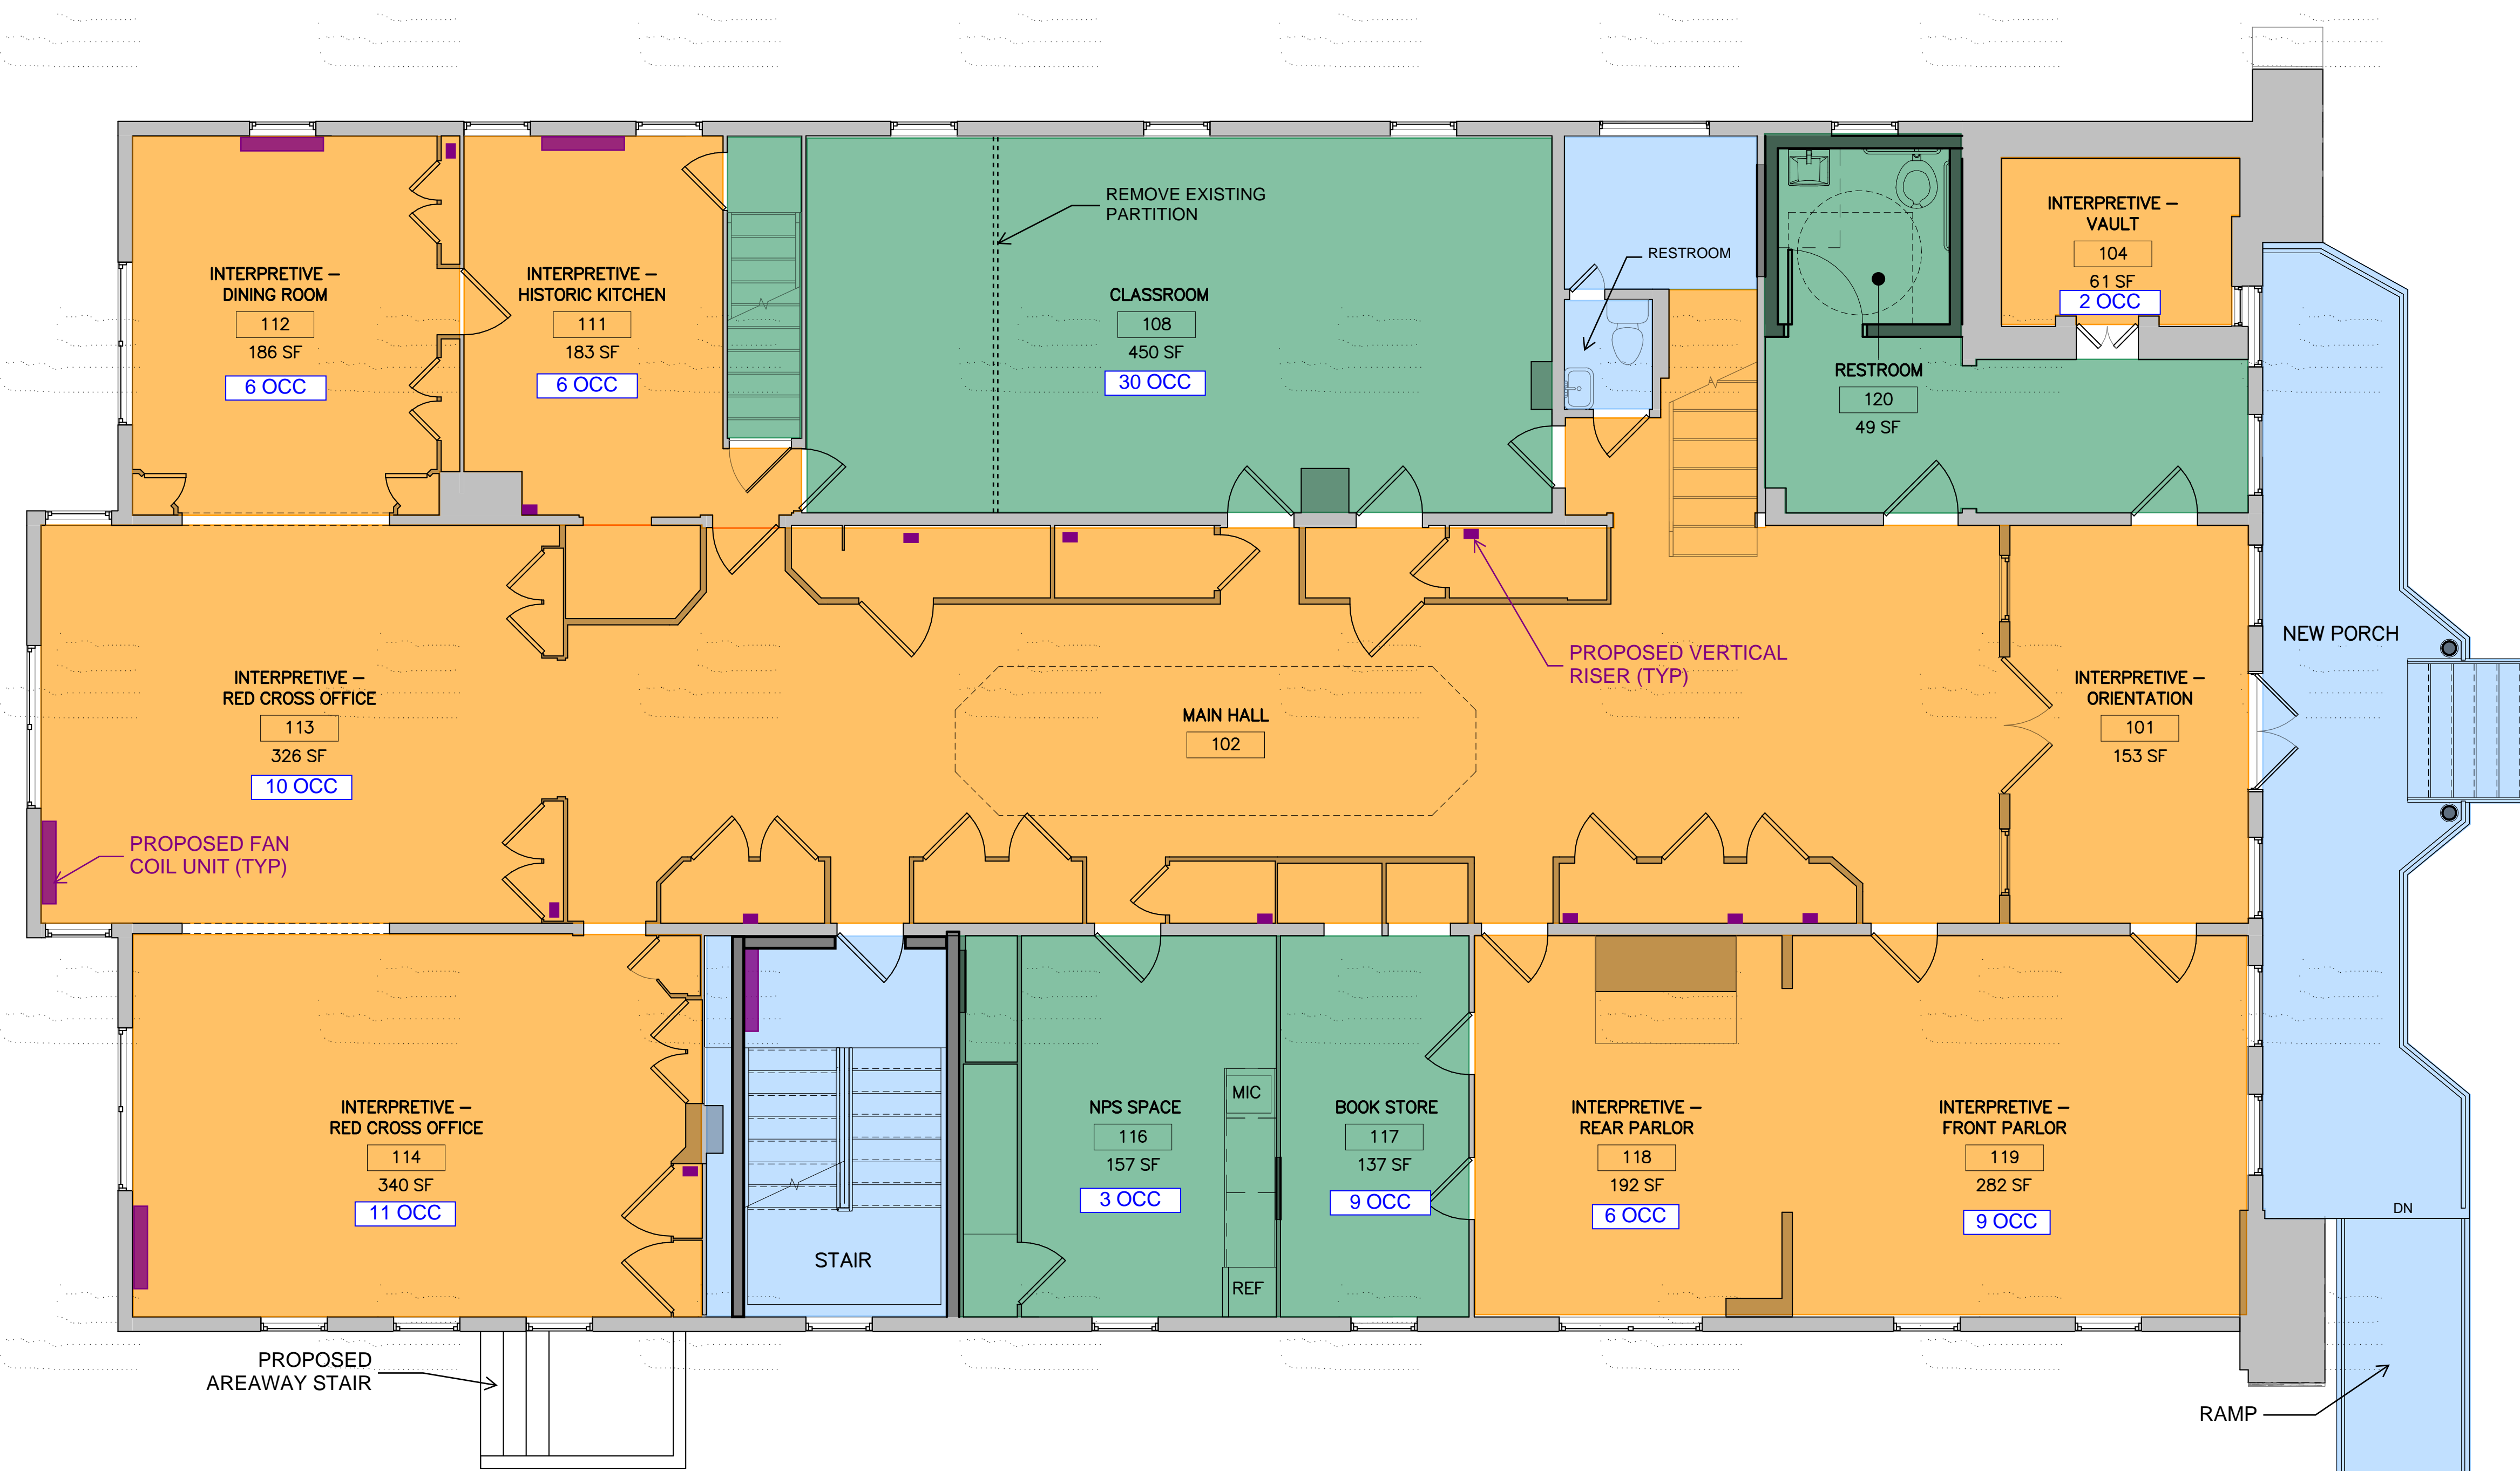 REMOVE EXISTING
PARTITION
INTERPRETIVE –
DINING ROOM
112
186 SF
6 OCC
INTERPRETIVE –
HISTORIC KITCHEN
111
183 SF
6 OCC
CLASSROOM
108
450 SF
30 OCC
RESTROOM
RESTROOM
120
49 SF
INTERPRETIVE –
VAULT
104
61 SF
2 OCC
INTERPRETIVE –
RED CROSS OFFICE
113
326 SF
10 OCC
PROPOSED FAN
COIL UNIT (TYP)
MAIN HALL
102
PROPOSED VERTICAL
RISER (TYP)
INTERPRETIVE –
ORIENTATION
101
153 SF
NEW PORCH
INTERPRETIVE –
RED CROSS OFFICE
114
340 SF
11 OCC
STAIR
NPS SPACE
116
157 SF
3 OCC
MIC
REF
BOOK STORE
117
137 SF
9 OCC
INTERPRETIVE –
REAR PARLOR
118
192 SF
6 OCC
INTERPRETIVE –
FRONT PARLOR
119
282 SF
9 OCC
DN
PROPOSED
AREAWAY STAIR
RAMP